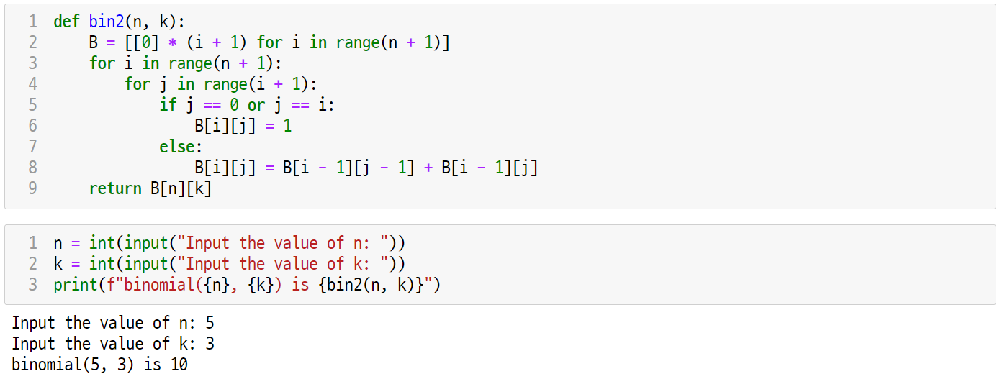 1 def bin2(n, k):
2     B = [[0] * (i + 1) for i in range(n + 1)]
3     for i in range(n + 1):
4         for j in range(i + 1):
5             if j == 0 or j == i:
6                 B[i][j] = 1
7             else:
8                 B[i][j] = B[i - 1][j - 1] + B[i - 1][j]
9     return B[n][k]
1 n = int(input("Input the value of n: "))
2 k = int(input("Input the value of k: "))
3 print(f"binomial({n}, {k}) is {bin2(n, k)}")
Input the value of n: 5
Input the value of k: 3
binomial(5, 3) is 10